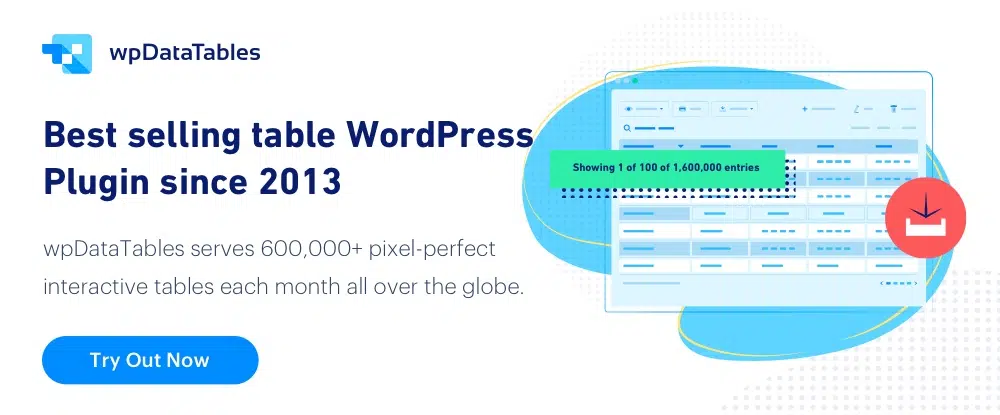 wpDataTables
Best selling table WordPress
Plugin since 2013
wpDataTables serves 600,000+ pixel-perfect
interactive tables each month all over the globe.
Try Out Now
Showing 1 of 100 of 1,600,000 entries